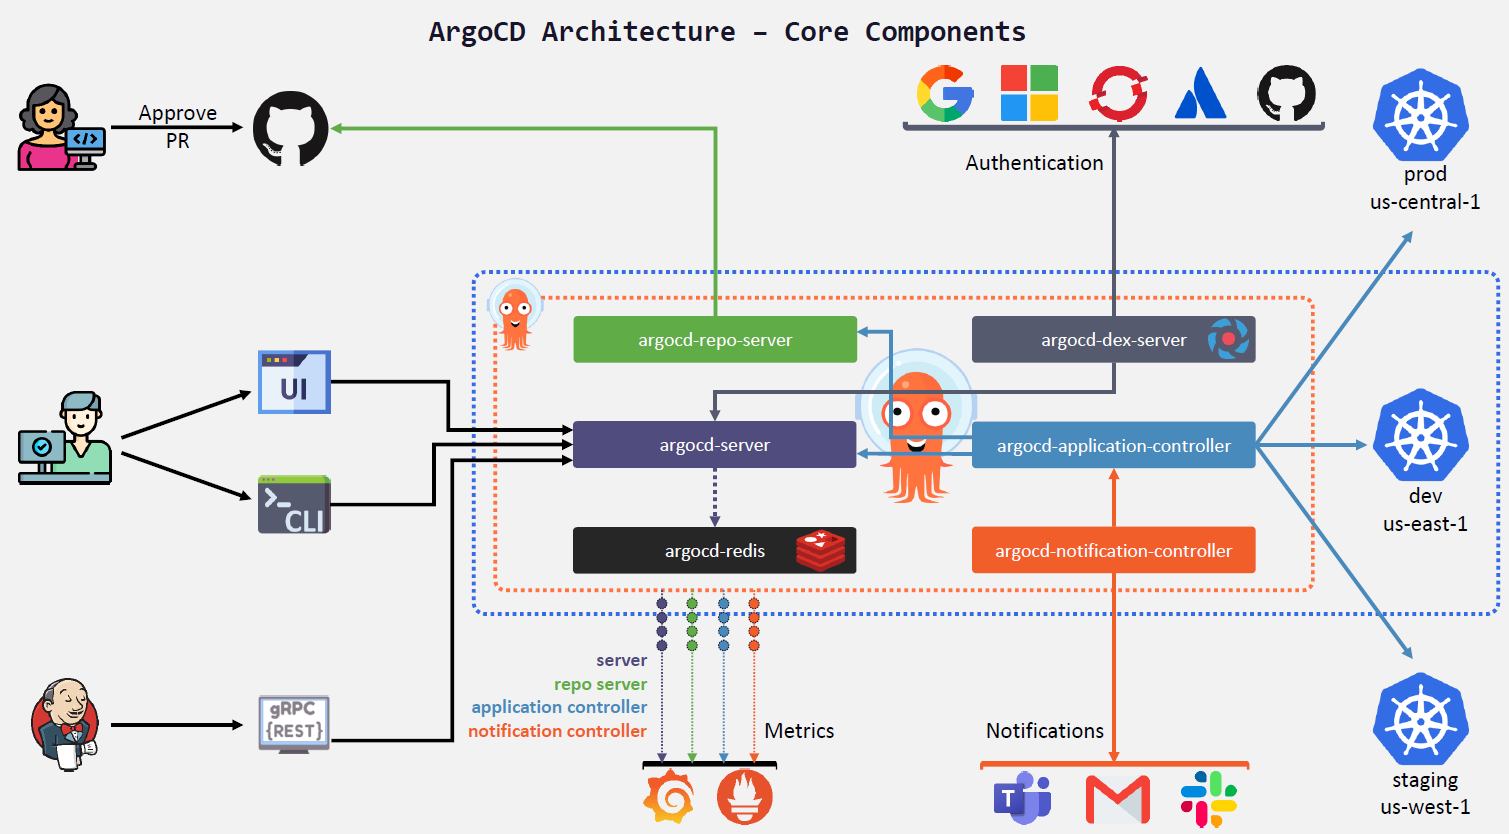 ArgoCD Architecture – Core Components
Approve
PR
Authentication
prod
us-central-1
argocd-repo-server
argocd-dex-server
UI
argocd-server
argocd-application-controller
dev
us-east-1
>_
CLI
argocd-redis
argocd-notification-controller
server
repo server
application controller
notification controller
gRPC
{REST}
Metrics
Notifications
T
staging
us-west-1